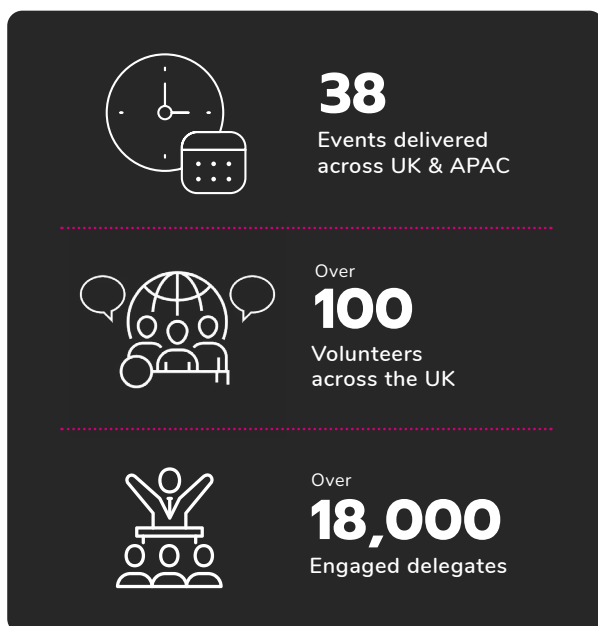 38
Events delivered
across UK & APAC
Over
100
Volunteers
across the UK
Over
18,000
Engaged delegates